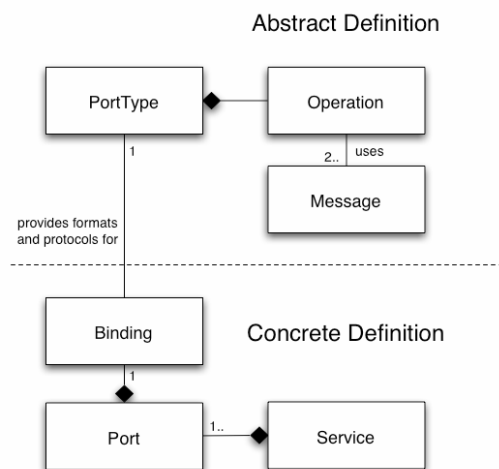 Abstract Definition
PortType
Operation
1
2..
uses
Message
provides formats
and protocols for
Binding
Concrete Definition
1
Port
1..
Service